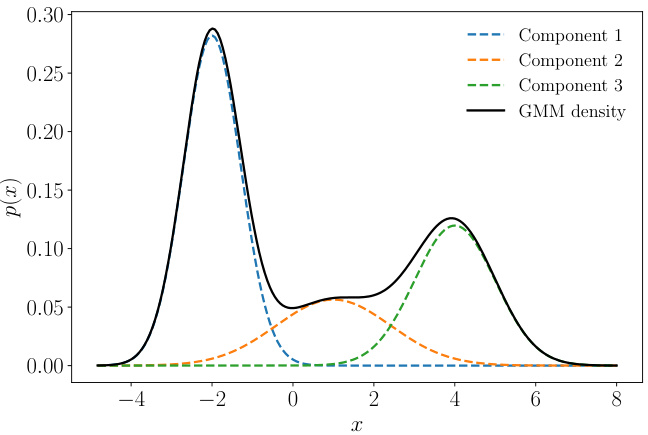 0.30
0.25
0.20
0.15
0.10
0.05
0.00
p(x)
−4
−2
0
2
4
6
8
x
Component 1
Component 2
Component 3
GMM density